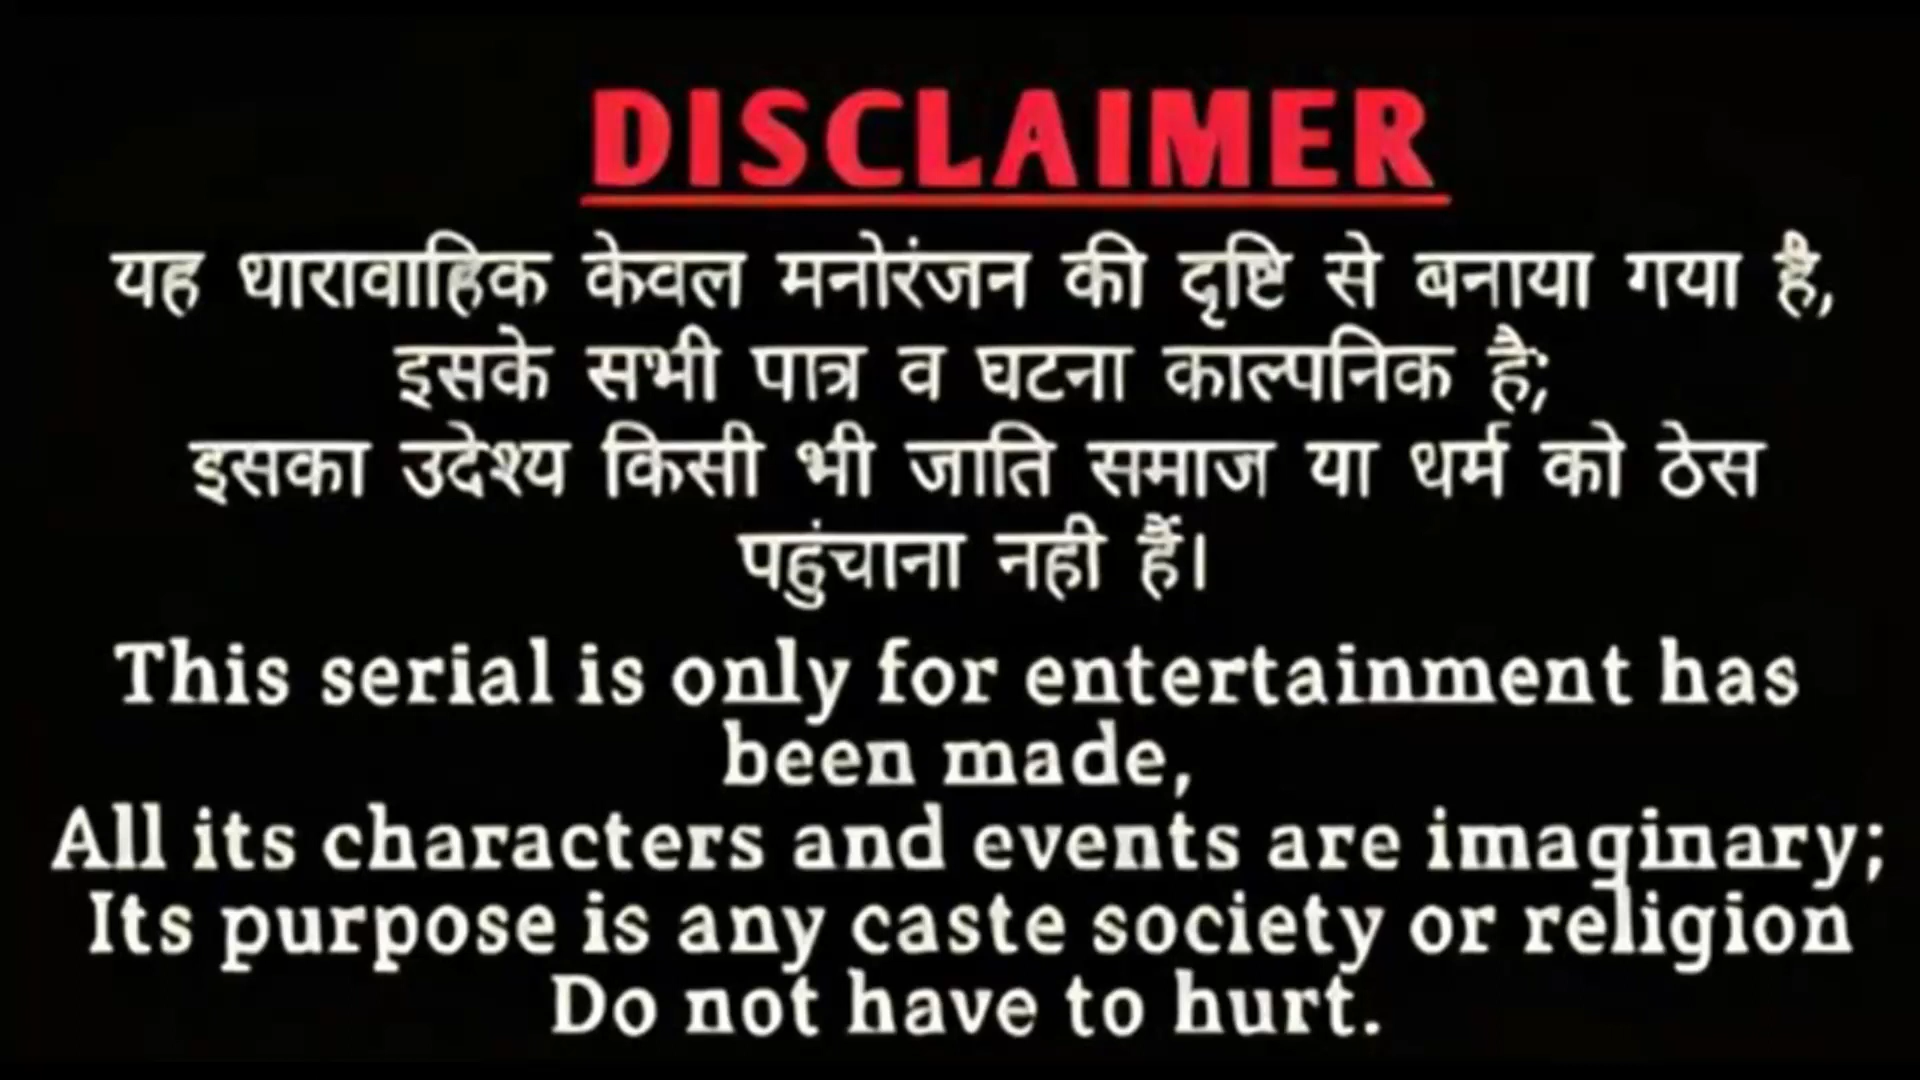 DISCLAIMER
यह धारावाहिक केवल मनोरंजन की दृष्टि से बनाया गया है,
इसके सभी पात्र व घटना काल्पनिक है;
इसका उदेश्य किसी भी जाति समाज या धर्म को ठेस
पहुंचाना नही हैं।
This serial is only for entertainment has
been made,
All its characters and events are imaginary;
Its purpose is any caste society or religion
Do not have to hurt.